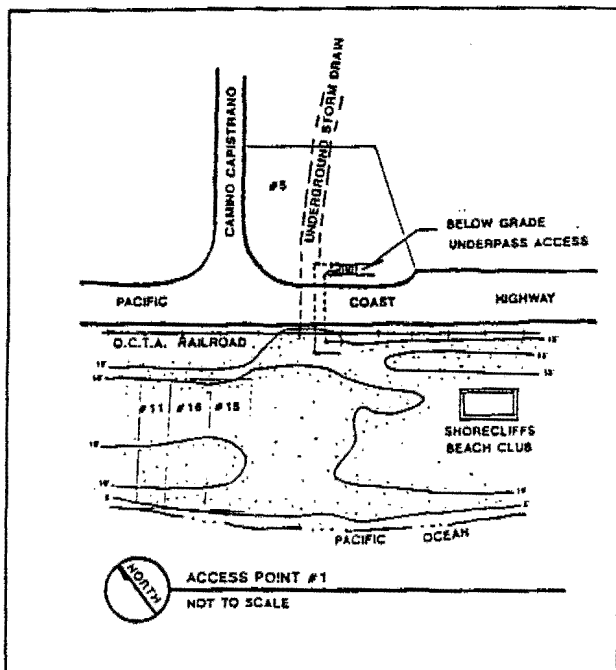 CAMINO CAPISTRANO
UNDERGROUND STORM DRAIN
#5
BELOW GRADE
UNDERPASS ACCESS
PACIFIC COAST HIGHWAY
O.C.T.A. RAILROAD
#11 #16 #15
SHORECLIFFS
BEACH CLUB
PACIFIC OCEAN
NORTH
ACCESS POINT #1
NOT TO SCALE